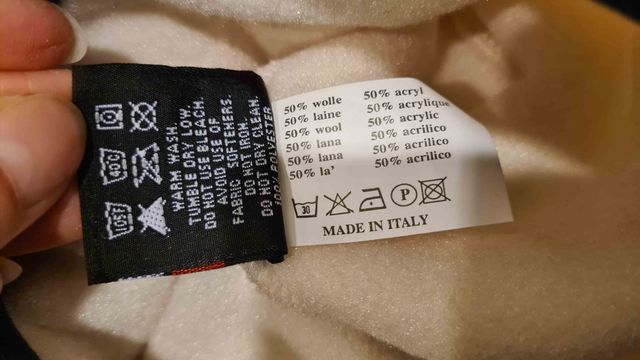 WARM WASH.
TUMBLE DRY LOW.
DO NOT USE BLEACH.
AVOID USE OF
FABRIC SOFTENERS.
DO NOT IRON.
DO NOT DRY CLEAN.
100% POLYESTER
50% wolle 50% acryl
50% laine 50% acrylique
50% wool 50% acrylic
50% lana 50% acrilico
50% lana 50% acrilico
50% la' 50% acrilico
30 P
MADE IN ITALY